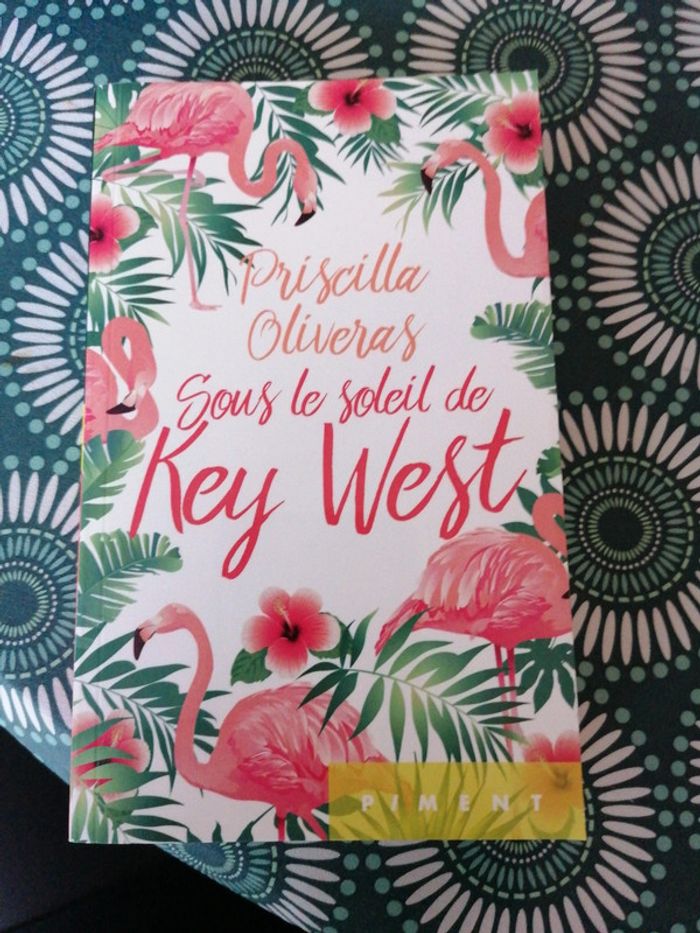 Priscilla
Oliveras
Sous le soleil de
Key West
PIMENT